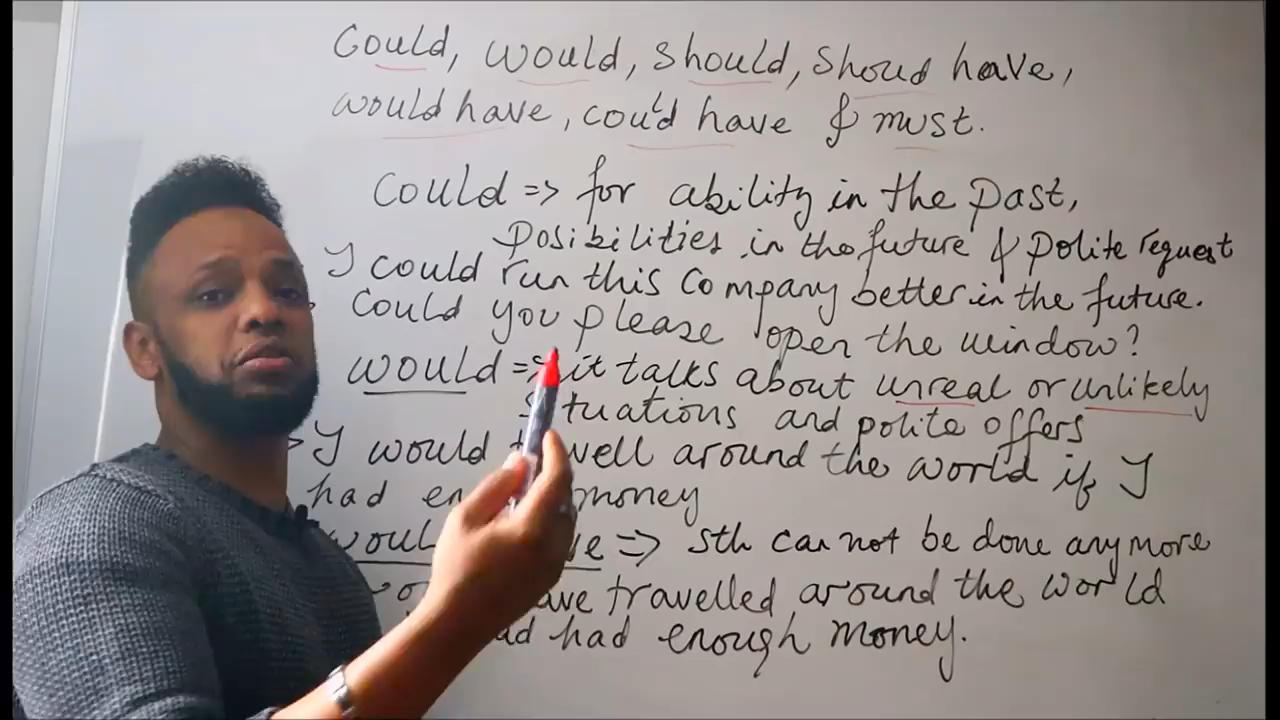 Could, would, should, shoud have,
would have, could have & must.
Could => for ability in the past,
Posibilities in the future & polite request
I could run this Company better in the future.
Could you please open the window?
would => it talks about unreal or unlikely
situations and polite offers
I would well around the world if I
had money
=> sth can not be done anymore
travelled around the world
had enough money.